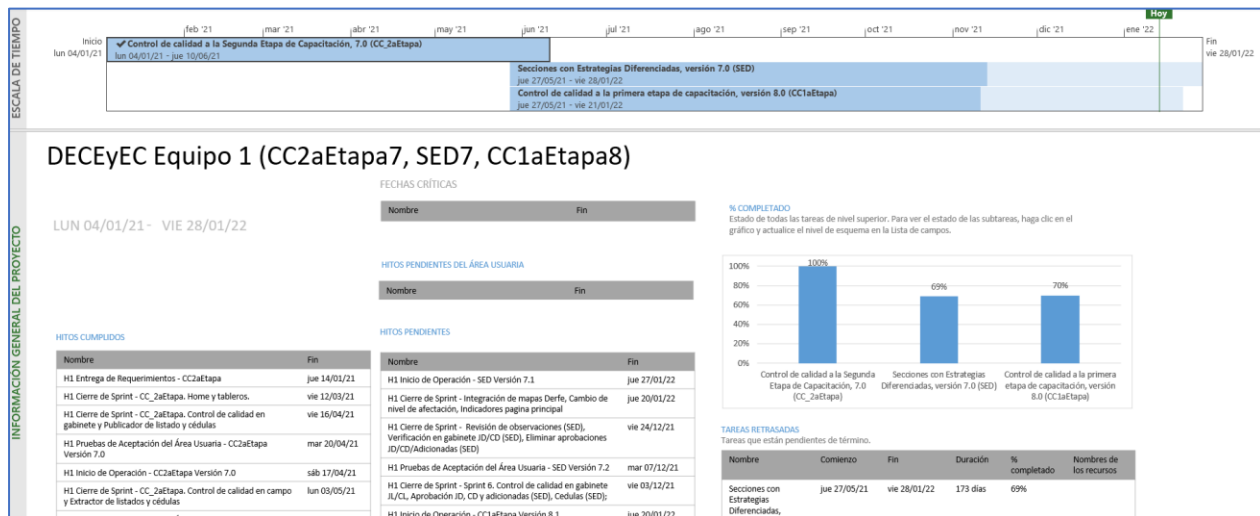 ESCALA DE TIEMPO
Hoy
feb '21 mar '21 abr '21 may '21 jun '21 jul '21 ago '21 sep '21 oct '21 nov '21 dic '21 ene '22
Inicio
lun 04/01/21
Control de calidad a la Segunda Etapa de Capacitación, 7.0 (CC_2aEtapa)
lun 04/01/21 - jue 10/06/21
Fin
vie 28/01/22
Secciones con Estrategias Diferenciadas, versión 7.0 (SED)
jue 27/05/21 - vie 28/01/22
Control de calidad a la primera etapa de capacitación, versión 8.0 (CC1aEtapa)
jue 27/05/21 - vie 21/01/22
INFORMACIÓN GENERAL DEL PROYECTO
DECEyEC Equipo 1 (CC2aEtapa7, SED7, CC1aEtapa8)
LUN 04/01/21 - VIE 28/01/22
HITOS CUMPLIDOS
Nombre Fin
H1 Entrega de Requerimientos - CC2aEtapa jue 14/01/21
H1 Cierre de Sprint - CC_2aEtapa. Home y tableros. vie 12/03/21
H1 Cierre de Sprint - CC_2aEtapa. Control de calidad en vie 16/04/21
gabinete y Publicador de listado y cédulas
H1 Pruebas de Aceptación del Área Usuaria - CC2aEtapa mar 20/04/21
Versión 7.0
H1 Inicio de Operación - CC2aEtapa Versión 7.0 sáb 17/04/21
H1 Cierre de Sprint - CC_2aEtapa. Control de calidad en campo lun 03/05/21
y Extractor de listados y cédulas
FECHAS CRÍTICAS
Nombre Fin
HITOS PENDIENTES DEL ÁREA USUARIA
Nombre Fin
HITOS PENDIENTES
Nombre Fin
H1 Inicio de Operación - SED Versión 7.1 jue 27/01/22
H1 Cierre de Sprint - Integración de mapas Derfe, Cambio de jue 20/01/22
nivel de afectación, Indicadores pagina principal
H1 Cierre de Sprint - Revisión de observaciones (SED), vie 24/12/21
Verificación en gabinete JD/CD (SED), Eliminar aprobaciones
JD/CD/Adicionadas (SED)
H1 Pruebas de Aceptación del Área Usuaria - SED Versión 7.2 mar 07/12/21
H1 Cierre de Sprint - Sprint 6. Control de calidad en gabinete vie 03/12/21
JL/CL, Aprobación JD, CD y adicionadas (SED), Cedulas (SED);
H1 Inicio de Operación - CC1aEtapa Versión 8.1 jue 20/01/22
% COMPLETADO
Estado de todas las tareas de nivel superior. Para ver el estado de las subtareas, haga clic en el
gráfico y actualice el nivel de esquema en la Lista de campos.
100%
80%
60%
40%
20%
0%
100%
69%
70%
Control de calidad a la Segunda
Etapa de Capacitación, 7.0
(CC_2aEtapa)
Secciones con Estrategias
Diferenciadas, versión 7.0 (SED)
Control de calidad a la primera
etapa de capacitación, versión
8.0 (CC1aEtapa)
TAREAS RETRASADAS
Tareas que están pendientes de término.
Nombre Comienzo Fin Duración % completado Nombres de los recursos
Secciones con jue 27/05/21 vie 28/01/22 173 días 69%
Estrategias
Diferenciadas,